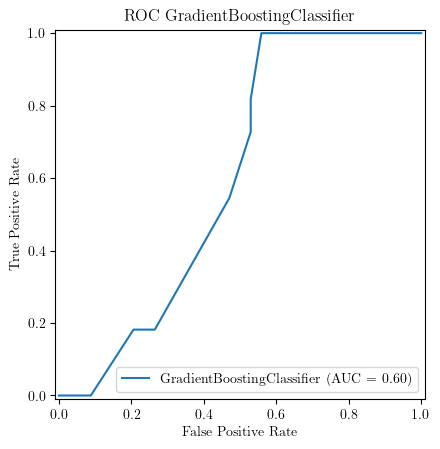 ROC GradientBoostingClassifier
1.0
0.8
0.6
0.4
0.2
0.0
True Positive Rate
GradientBoostingClassifier (AUC = 0.60)
0.0 0.2 0.4 0.6 0.8 1.0
False Positive Rate